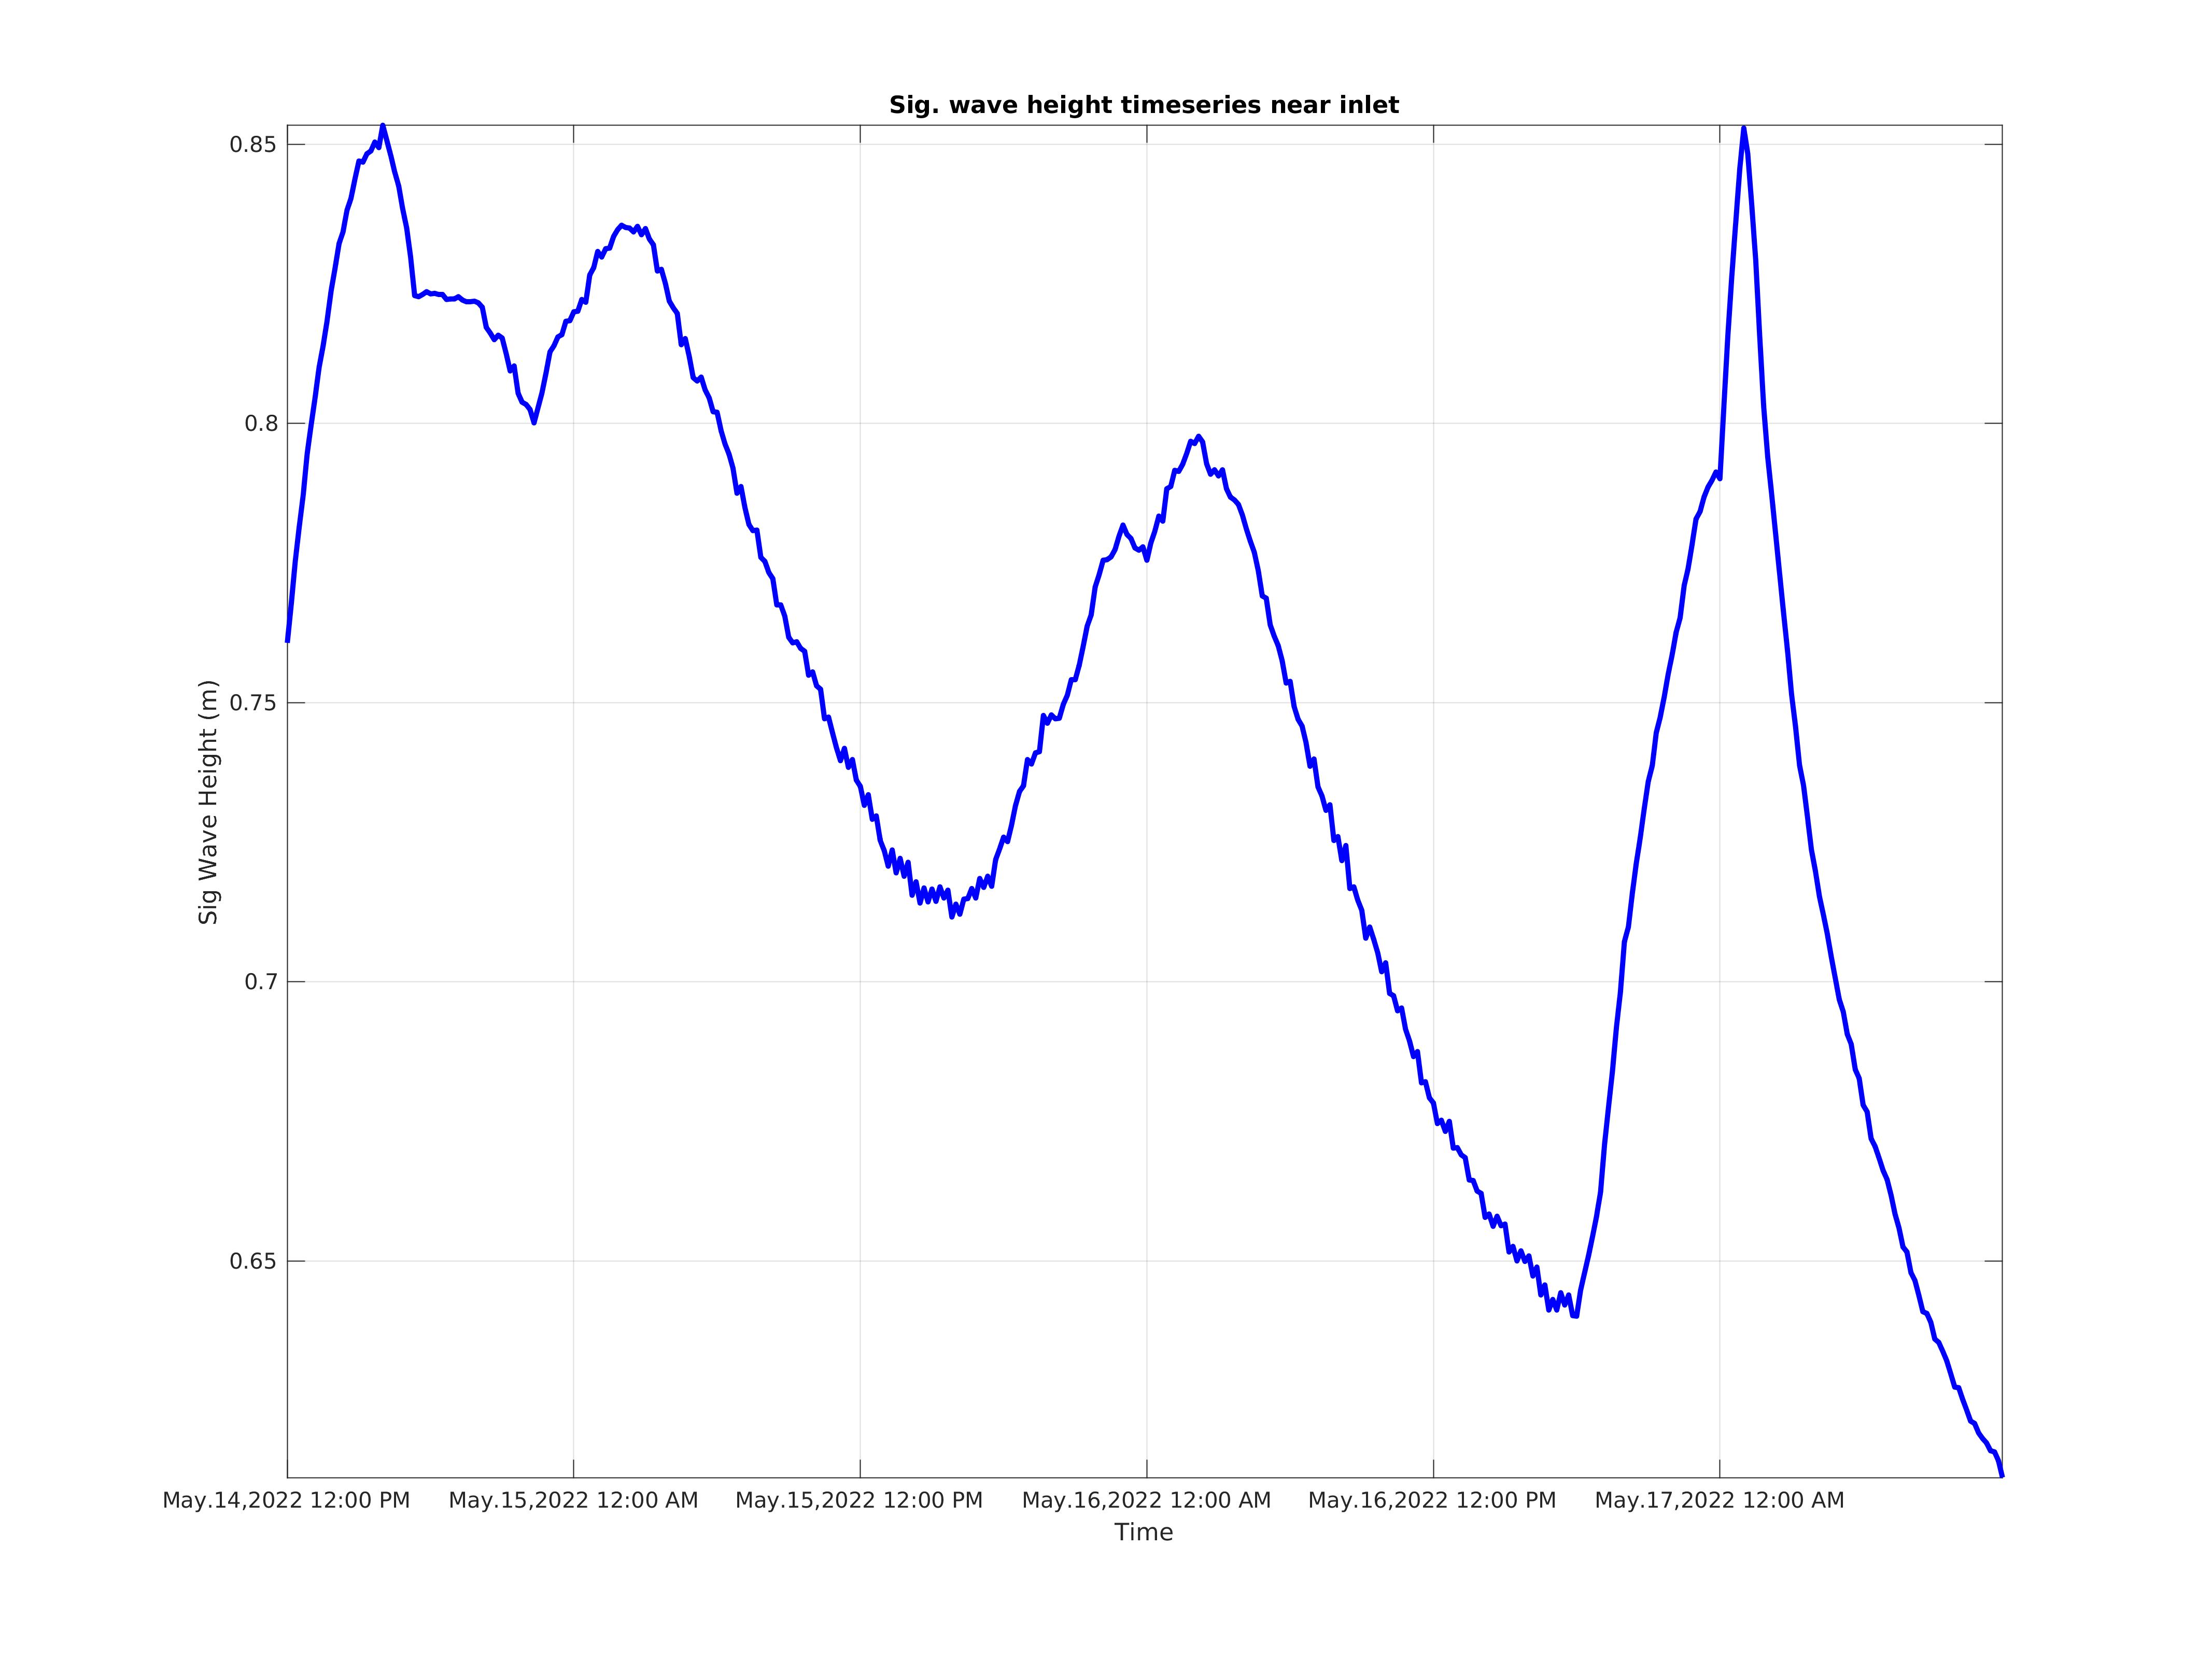 Sig. wave height timeseries near inlet
0.85
0.8
0.75
0.7
0.65
Sig Wave Height (m)
May.14,2022 12:00 PM May.15,2022 12:00 AM May.15,2022 12:00 PM May.16,2022 12:00 AM May.16,2022 12:00 PM May.17,2022 12:00 AM
Time